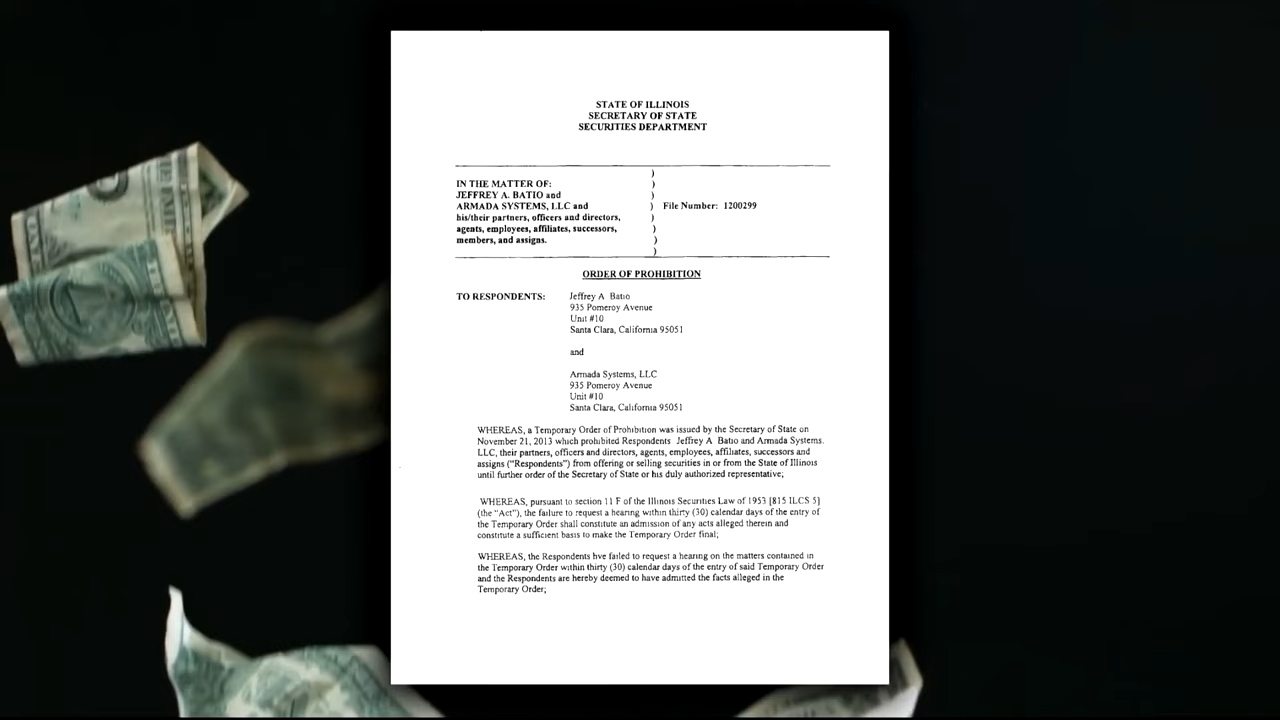 STATE OF ILLINOIS
SECRETARY OF STATE
SECURITIES DEPARTMENT
IN THE MATTER OF:
JEFFREY A. BATIO and
ARMADA SYSTEMS, LLC and
his/their partners, officers and directors,
agents, employees, affiliates, successors,
members, and assigns.
)
)
)
)
)
)
)
)
File Number: 1200299
ORDER OF PROHIBITION
TO RESPONDENTS:
Jeffrey A Batio
935 Pomeroy Avenue
Unit #10
Santa Clara, California 95051
and
Armada Systems, LLC
935 Pomeroy Avenue
Unit #10
Santa Clara, California 95051
WHEREAS, a Temporary Order of Prohibition was issued by the Secretary of State on
November 21, 2013 which prohibited Respondents Jeffrey A Batio and Armada Systems.
LLC, their partners, officers and directors, agents, employees, affiliates, successors and
assigns ("Respondents") from offering or selling securities in or from the State of Illinois
until further order of the Secretary of State or his duly authorized representative;
WHEREAS, pursuant to section 11 F of the Illinois Securities Law of 1953 [815 ILCS 5]
(the "Act"), the failure to request a hearing within thirty (30) calendar days of the entry of
the Temporary Order shall constitute an admission of any acts alleged therein and
constitute a sufficient basis to make the Temporary Order final;
WHEREAS, the Respondents hve failed to request a hearing on the matters contained in
the Temporary Order within thirty (30) calendar days of the entry of said Temporary Order
and the Respondents are hereby deemed to have admitted the facts alleged in the
Temporary Order;